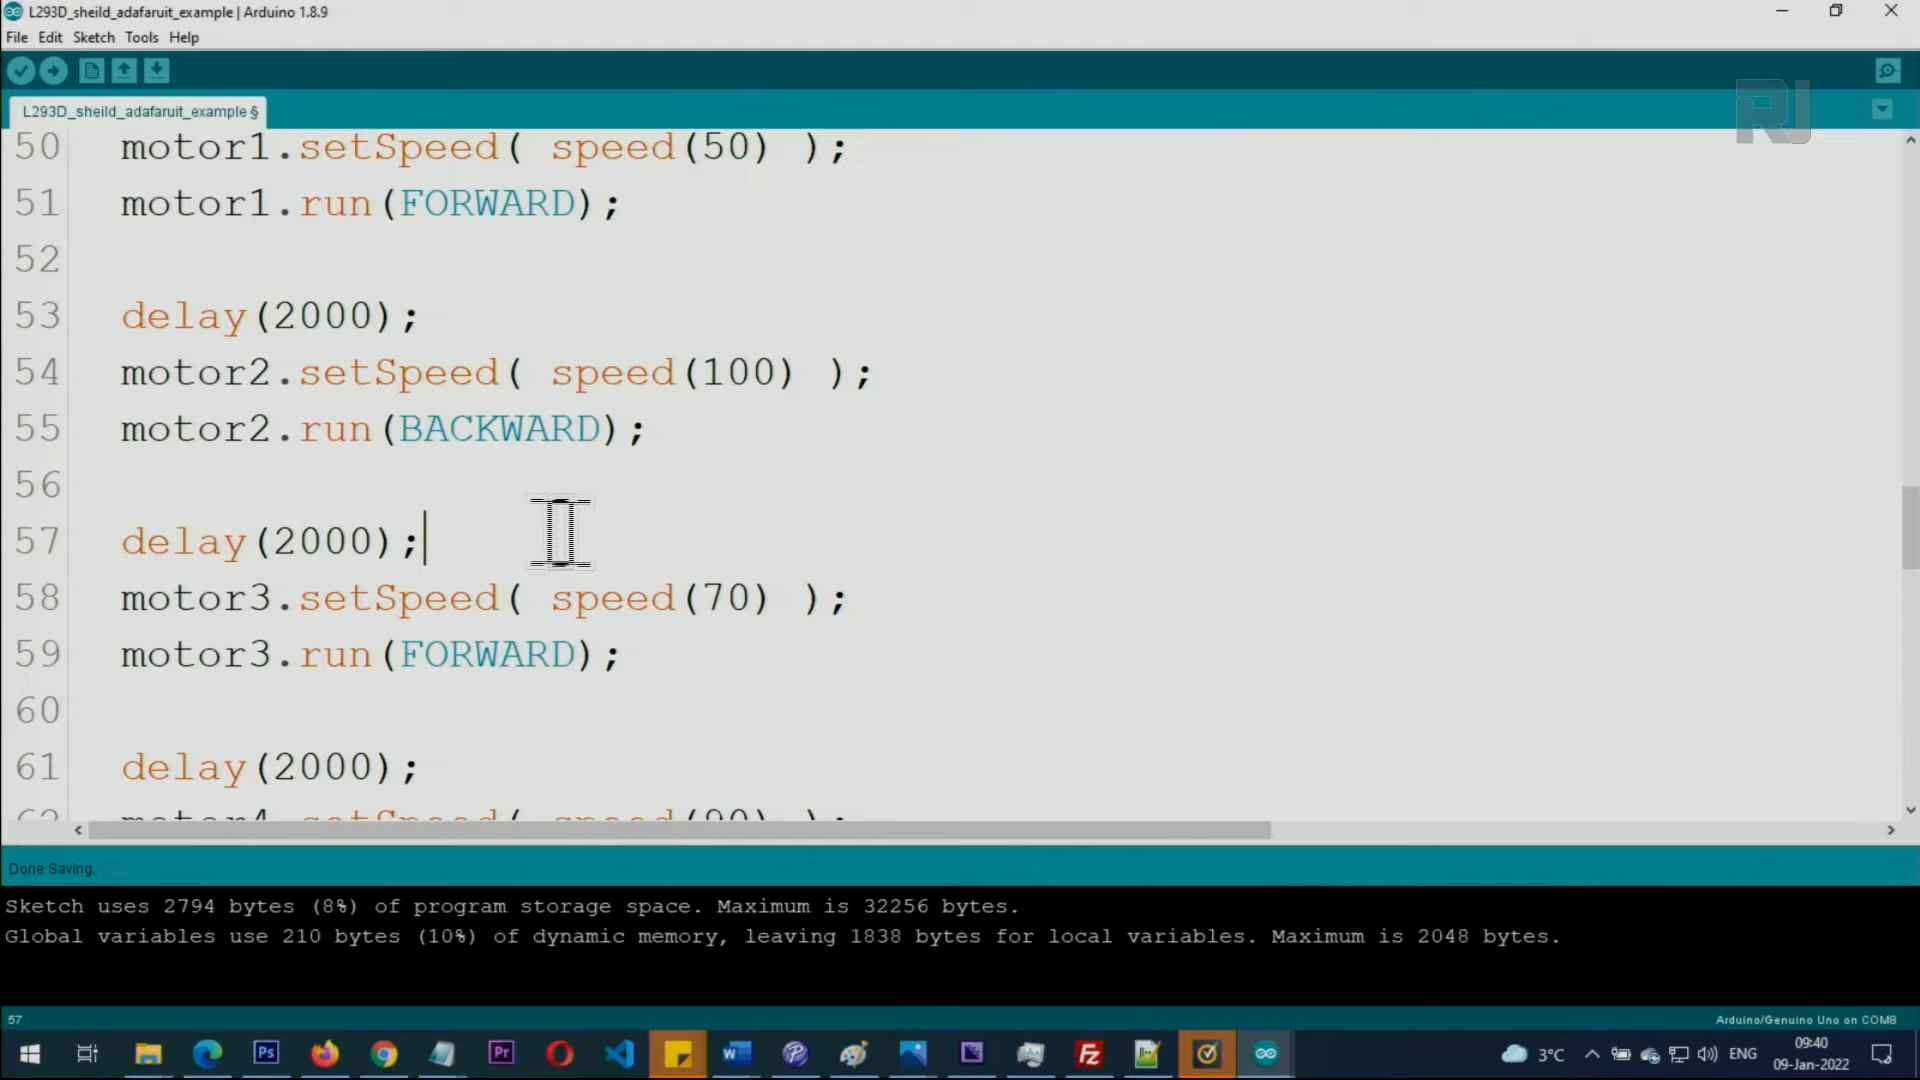 L293D_sheild_adafaruit_example | Arduino 1.8.9
File Edit Sketch Tools Help
L293D_sheild_adafaruit_example §
RJ
50 motor1.setSpeed( speed(50) );
51 motor1.run(FORWARD);
52
53 delay(2000);
54 motor2.setSpeed( speed(100) );
55 motor2.run(BACKWARD);
56
57 delay(2000);
58 motor3.setSpeed( speed(70) );
59 motor3.run(FORWARD);
60
61 delay(2000);
Done Saving.
Sketch uses 2794 bytes (8%) of program storage space. Maximum is 32256 bytes.
Global variables use 210 bytes (10%) of dynamic memory, leaving 1838 bytes for local variables. Maximum is 2048 bytes.
57
Arduino/Genuino Uno on COM8
Ps
Pr
W
P
Fz
3°C
ENG
09:40
09-Jan-2022